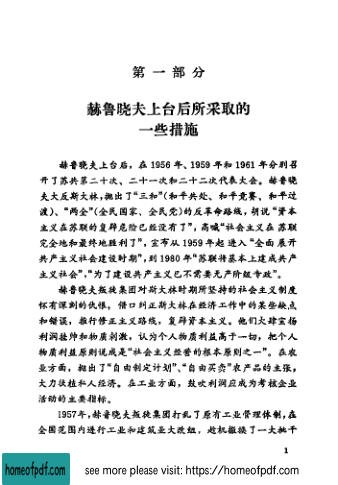 第一部分
赫鲁晓夫上台后所采取的
一些措施
赫鲁晓夫上台后，在1956年、1959年和1961年分别召
开了苏共第二十次、二十一次和二十二次代表大会。赫鲁晓
夫大反斯大林，抛出了“三和”（和平共处、和平竞赛、和平过
渡）、“两全”（全民国家、全民党）的反革命路线，胡说“资本
主义在苏联的复辟危险已经没有了”，高喊“社会主义在苏联
完全地和最终地胜利了”，宣布从1959年起进入“全面展开
共产主义社会建设时期”，到1980年“苏联将基本上建成共产
主义社会”，“为了建设共产主义已不需要无产阶级专政”。
赫鲁晓夫叛徒集团对斯大林时期所坚持的社会主义制度
怀有深刻的仇恨，借口纠正斯大林在经济工作中的某些缺点
和错误，推行修正主义路线，复辟资本主义。他们大肆宣扬
利润挂帅和物质刺激，认为个人物质利益高于一切，把个人
物质利益原则说成是“社会主义经营的根本原则之一”。在农
业方面，抛出了“自由制定计划”、“自由买卖”农产品的主张，
大力扶植私人经济。在工业方面，鼓吹利润应成为考核企业
活动的主要指标。
1957年，赫鲁晓夫叛徒集团打乱了原有工业管理体制，在
全国范围内进行工业和建筑业大改组，趁机撤换了一大批干
1
homeofpdf.com
see more please visit: https://homeofpdf.com